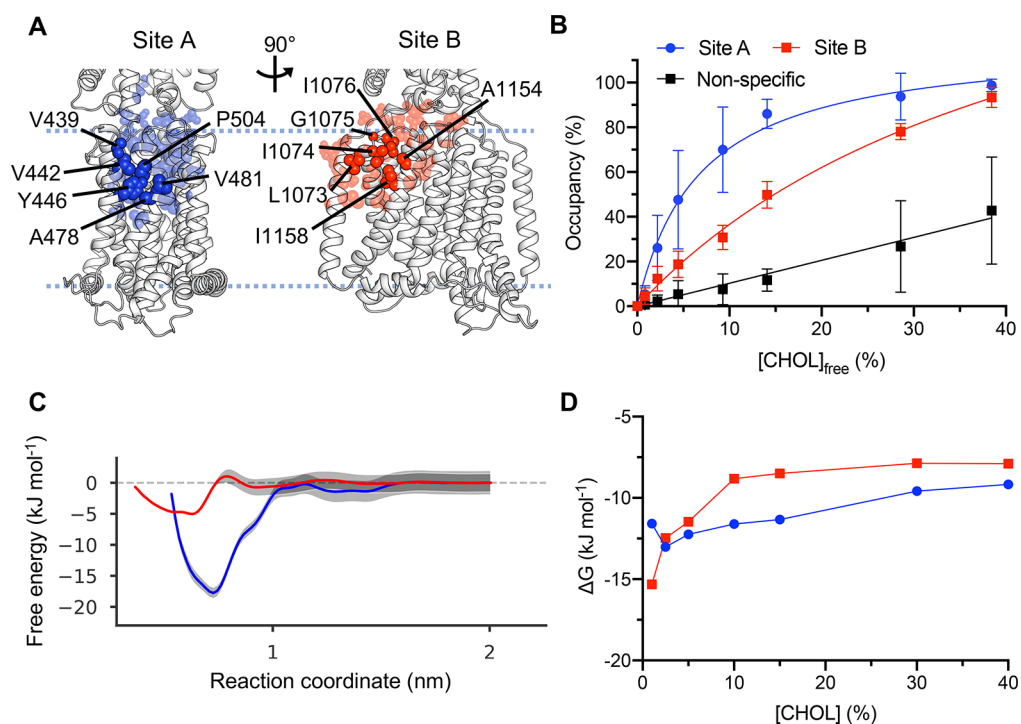 A
Site A
90°
Site B
V439
P504
V442
Y446
V481
A478
I1076
A1154
G1075
I1074
L1073
I1158
B
Site A
Site B
Non-specific
Occupancy (%)
100
80
60
40
20
0
0
10
20
30
40
[CHOL]free (%)
C
Free energy (kJ mol-1)
0
−5
−10
−15
−20
1
2
Reaction coordinate (nm)
D
ΔG (kJ mol-1)
-5
-10
-15
-20
0
10
20
30
40
[CHOL] (%)